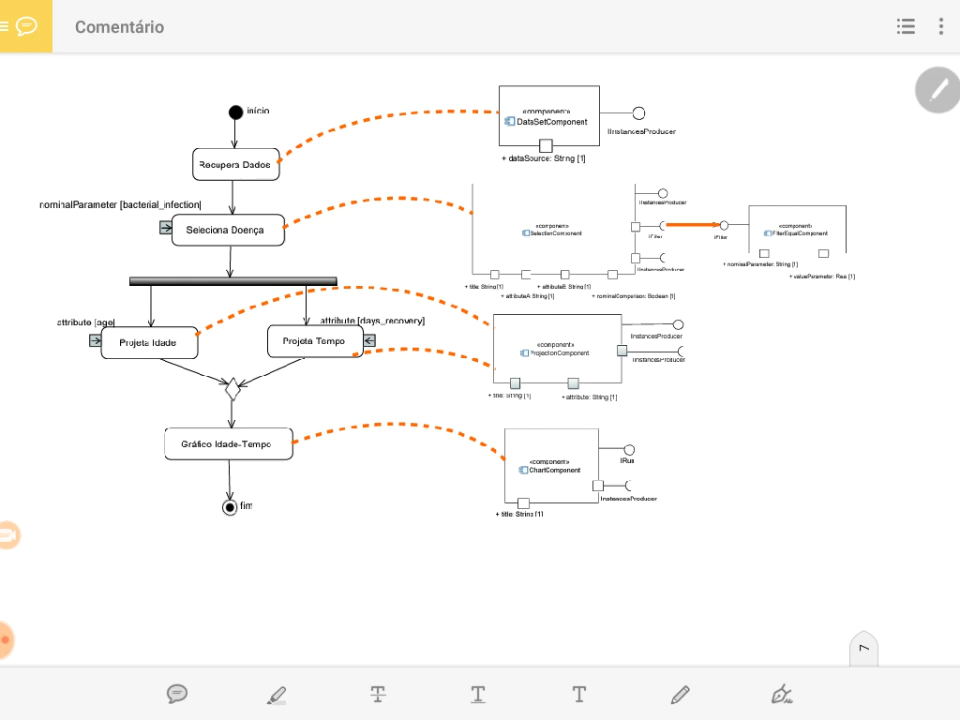 Comentário
início
Recupera Dados
nominalParameter [bacterial_infection]
Seleciona Doença
attribute [age]
Projeta Idade
attribute [days_recovery]
Projeta Tempo
Gráfico Idade-Tempo
fim
«component»
DataSetComponent
IInstancesProducer
+ dataSource: String [1]
«component»
SelectorComponent
IInstancesProducer
IFilter
IInstancesProducer
+ title: String [1]
+ attributeA: String [1]
+ attributeB: String [1]
+ nominalComparison: Boolean [1]
IFilter
«component»
FilterEqualComponent
+ nominalParameter: String [1]
+ valueParameter: Real [1]
«component»
ProjectionComponent
IInstancesProducer
IInstancesProducer
+ title: String [1]
+ attribute: String [1]
«component»
ChartComponent
IRun
IInstancesProducer
+ title: String [1]
7